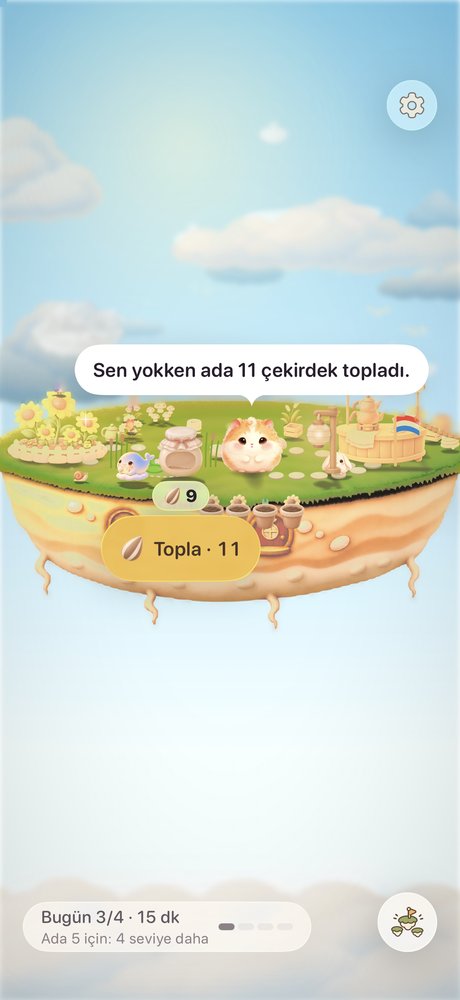 Sen yokken ada 11 çekirdek topladı.
9
Topla · 11
Bugün 3/4 · 15 dk
Ada 5 için: 4 seviye daha